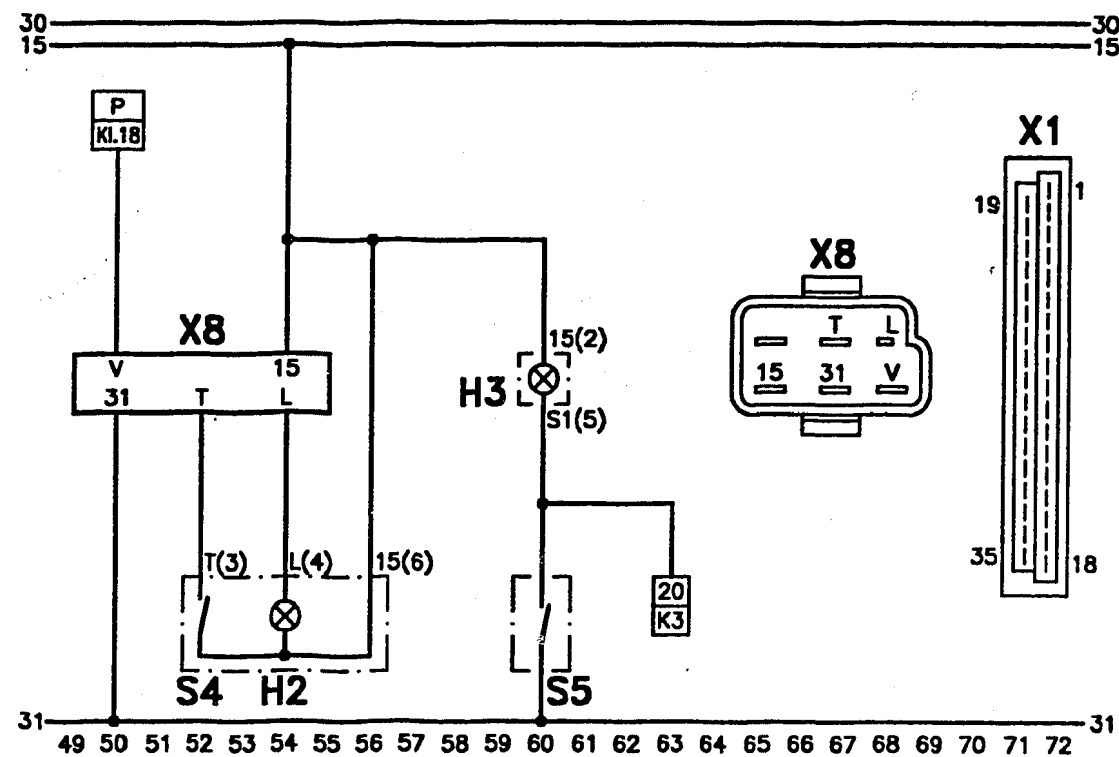 30 30
15 15
P
KI.18
X1
19 1
X8
X8
T L
15 31 V
V 15
31 T L
15(2)
H3
S1(5)
T(3) L(4) 15(6)
20
K3
35 18
S4 H2 S5
31 31
49 50 51 52 53 54 55 56 57 58 59 60 61 62 63 64 65 66 67 68 69 70 71 72